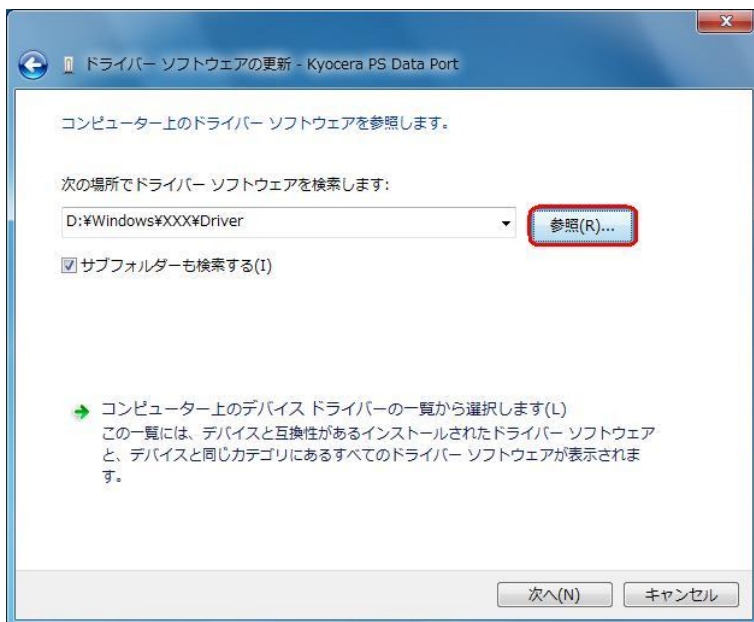 ドライバー ソフトウェアの更新 - Kyocera PS Data Port
コンピューター上のドライバー ソフトウェアを参照します。
次の場所でドライバー ソフトウェアを検索します:
D:¥Windows¥XXX¥Driver
参照(R)...
サブフォルダーも検索する(I)
コンピューター上のデバイス ドライバーの一覧から選択します(L)
この一覧には、デバイスと互換性があるインストールされたドライバー ソフトウェア
と、デバイスと同じカテゴリにあるすべてのドライバー ソフトウェアが表示されま
す。
次へ(N)
キャンセル